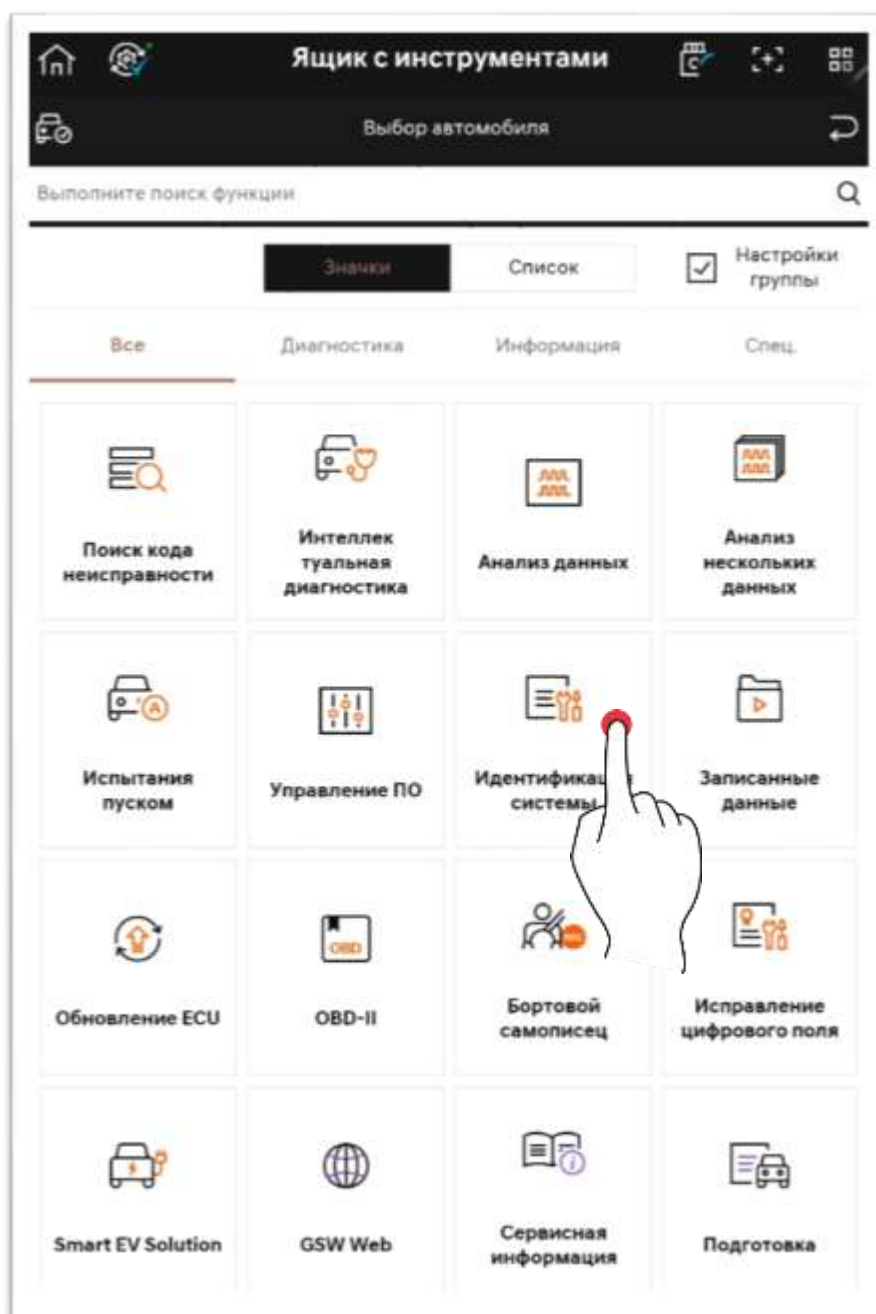 Ящик с инструментами
Выбор автомобиля
Выполните поиск функции
Значки
Список
Настройки
группы
Все
Диагностика
Информация
Спец.
Поиск кода
неисправности
Интеллек
туальная
диагностика
Анализ данных
Анализ
нескольких
данных
Испытания
пуском
Управление ПО
системы
Записанные
данные
Обновление ECU
OBD
OBD-II
Бортовой
самописец
Исправление
цифрового поля
Smart EV Solution
GSW Web
Сервисная
информация
Подготовка